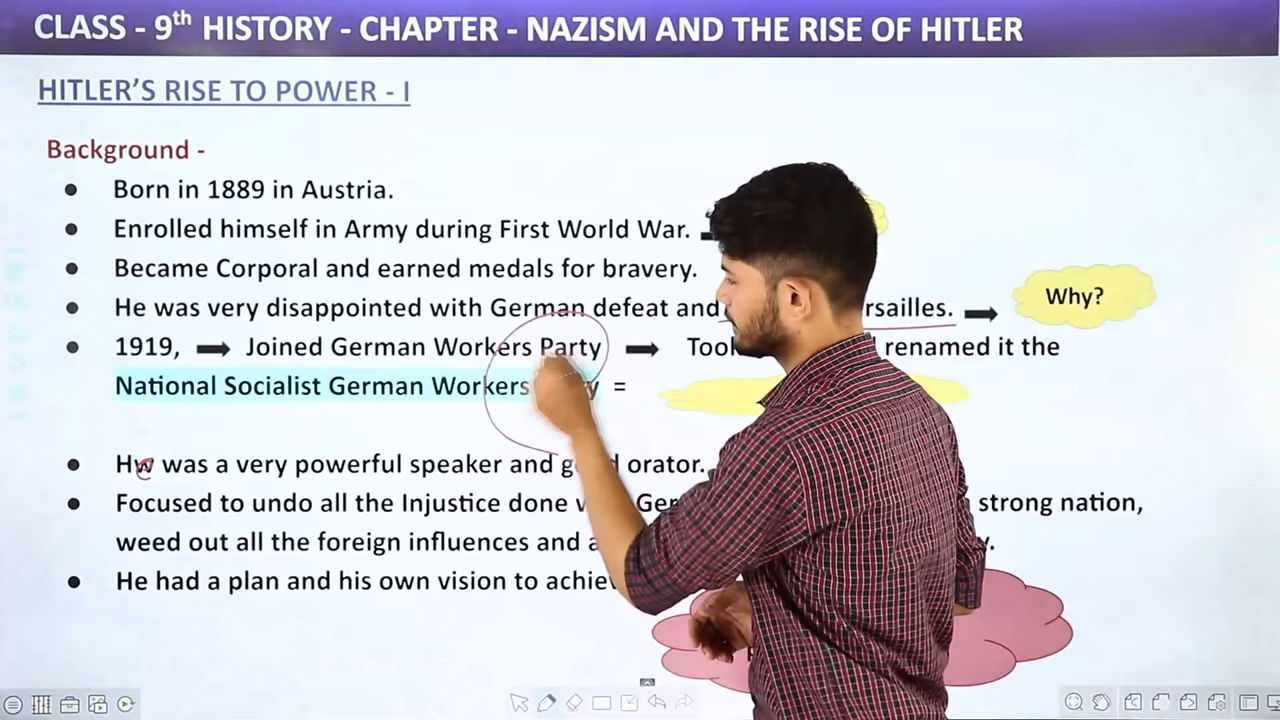 CLASS - 9th HISTORY - CHAPTER - NAZISM AND THE RISE OF HITLER
HITLER'S RISE TO POWER - I
Background -
● Born in 1889 in Austria.
● Enrolled himself in Army during First World War.
● Became Corporal and earned medals for bravery.
● He was very disappointed with German defeat and rsailles. Why?
● 1919, Joined German Workers Party Took renamed it the
National Socialist German Workers =
● Hw was a very powerful speaker and orator.
● Focused to undo all the Injustice done strong nation,
weed out all the foreign influences and
● He had a plan and his own vision to